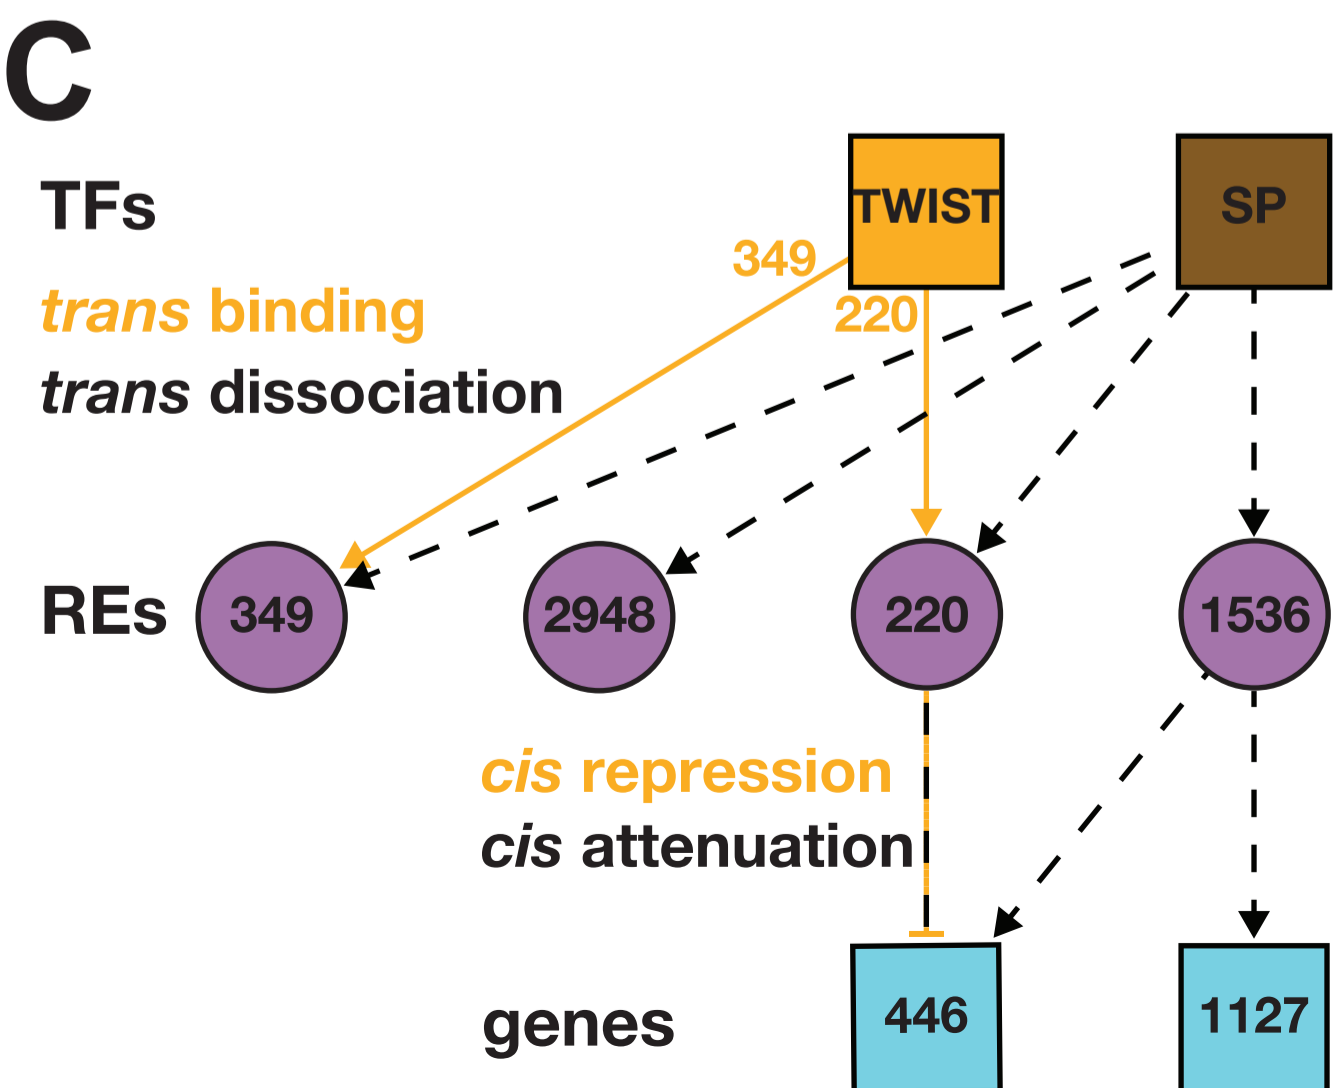 C
TFs
TWIST
SP
349
220
trans binding
trans dissociation
REs
349
2948
220
1536
cis repression
cis attenuation
genes
446
1127